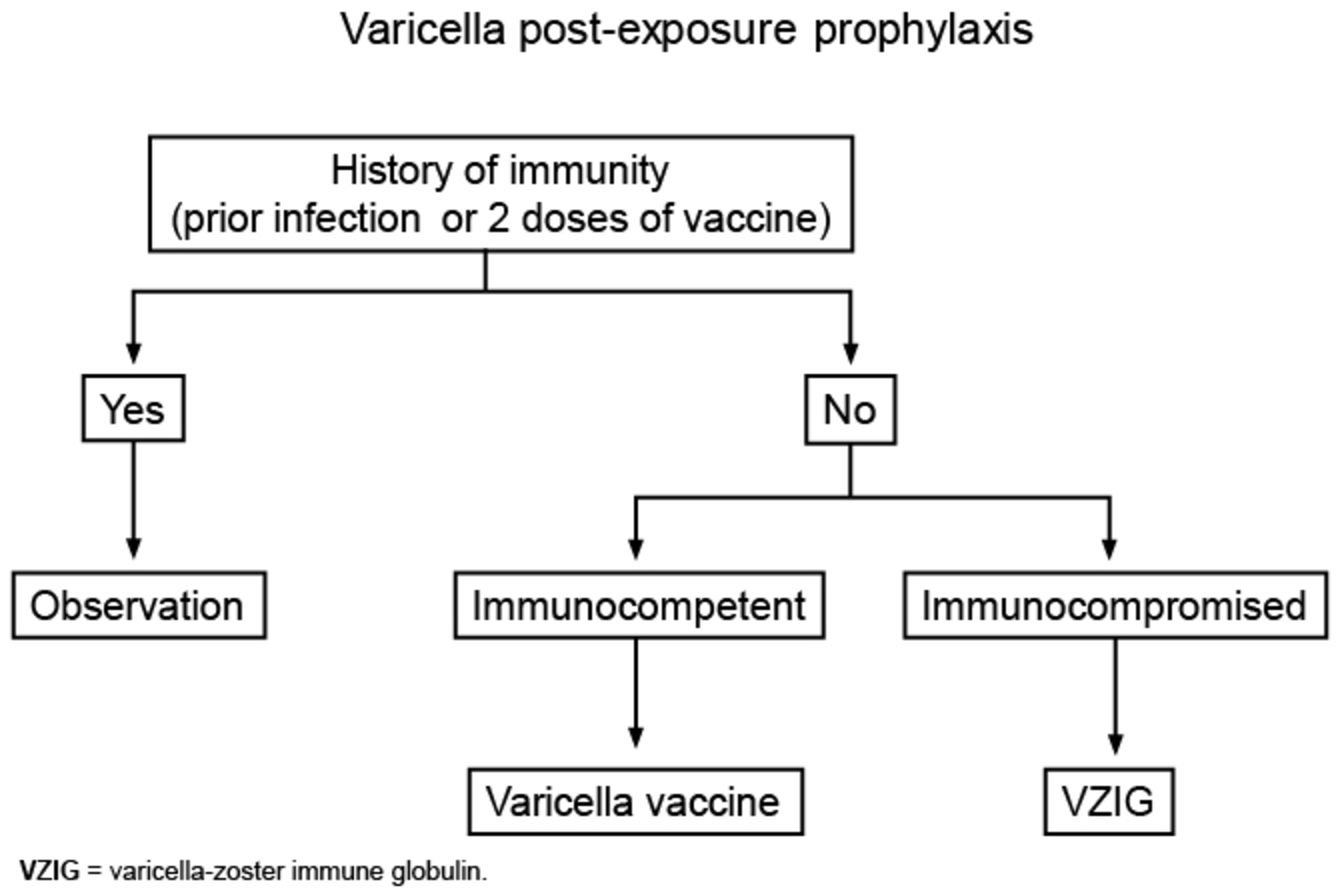 Varicella post-exposure prophylaxis
History of immunity
(prior infection or 2 doses of vaccine)
Yes
No
Observation
Immunocompetent
Immunocompromised
Varicella vaccine
VZIG
VZIG = varicella-zoster immune globulin.